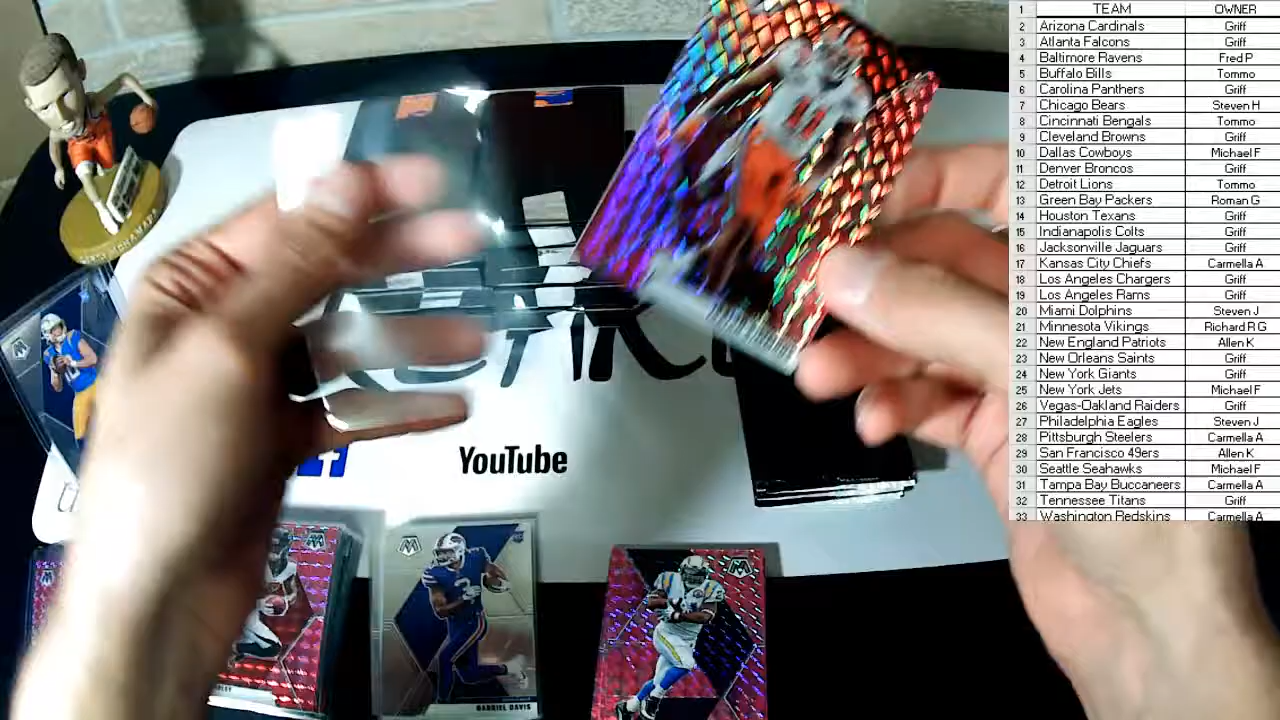 1 TEAM OWNER
2 Arizona Cardinals Griff
3 Atlanta Falcons Griff
4 Baltimore Ravens Fred P
5 Buffalo Bills Tommo
6 Carolina Panthers Griff
7 Chicago Bears Steven H
8 Cincinnati Bengals Tommo
9 Cleveland Browns Griff
10 Dallas Cowboys Michael F
11 Denver Broncos Griff
12 Detroit Lions Tommo
13 Green Bay Packers Roman G
14 Houston Texans Griff
15 Indianapolis Colts Griff
16 Jacksonville Jaguars Griff
17 Kansas City Chiefs Carmella A
18 Los Angeles Chargers Griff
19 Los Angeles Rams Griff
20 Miami Dolphins Steven J
21 Minnesota Vikings Richard R G
22 New England Patriots Allen K
23 New Orleans Saints Griff
24 New York Giants Griff
25 New York Jets Michael F
26 Vegas-Oakland Raiders Griff
27 Philadelphia Eagles Steven J
28 Pittsburgh Steelers Carmella A
29 San Francisco 49ers Allen K
30 Seattle Seahawks Michael F
31 Tampa Bay Buccaneers Carmella A
32 Tennessee Titans Griff
33 Washington Redskins Carmella A
YouTube
GABRIEL DAVIS